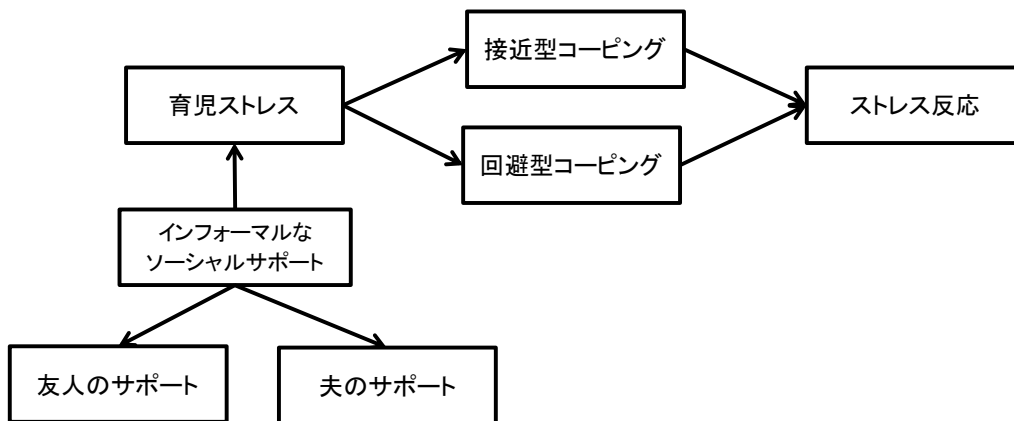 接近型コーピング
育児ストレス
ストレス反応
回避型コーピング
インフォーマルな
ソーシャルサポート
友人のサポート
夫のサポート